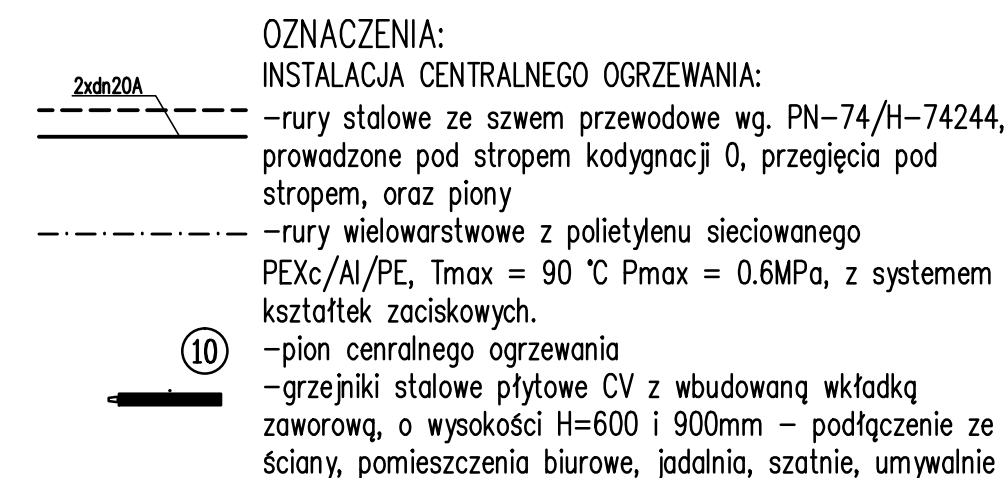 OZNACZENIA:
INSTALACJA CENTRALNEGO OGRZEWANIA:
2xdn20A
-rury stalowe ze szwem przewodowe wg. PN-74/H-74244,
prowadzone pod stropem kodygnacji 0, przegięcia pod
stropem, oraz piony
-rury wielowarstwowe z polietylenu sieciowanego
PEXc/Al/PE, Tmax = 90 °C Pmax = 0.6MPa, z systemem
kształtek zaciskowych.
10
-pion cenralnego ogrzewania
-grzejniki stalowe płytowe CV z wbudowaną wkładką
zaworową, o wysokości H=600 i 900mm - podłączenie ze
ściany, pomieszczenia biurowe, jadalnia, szatnie, umywalnie